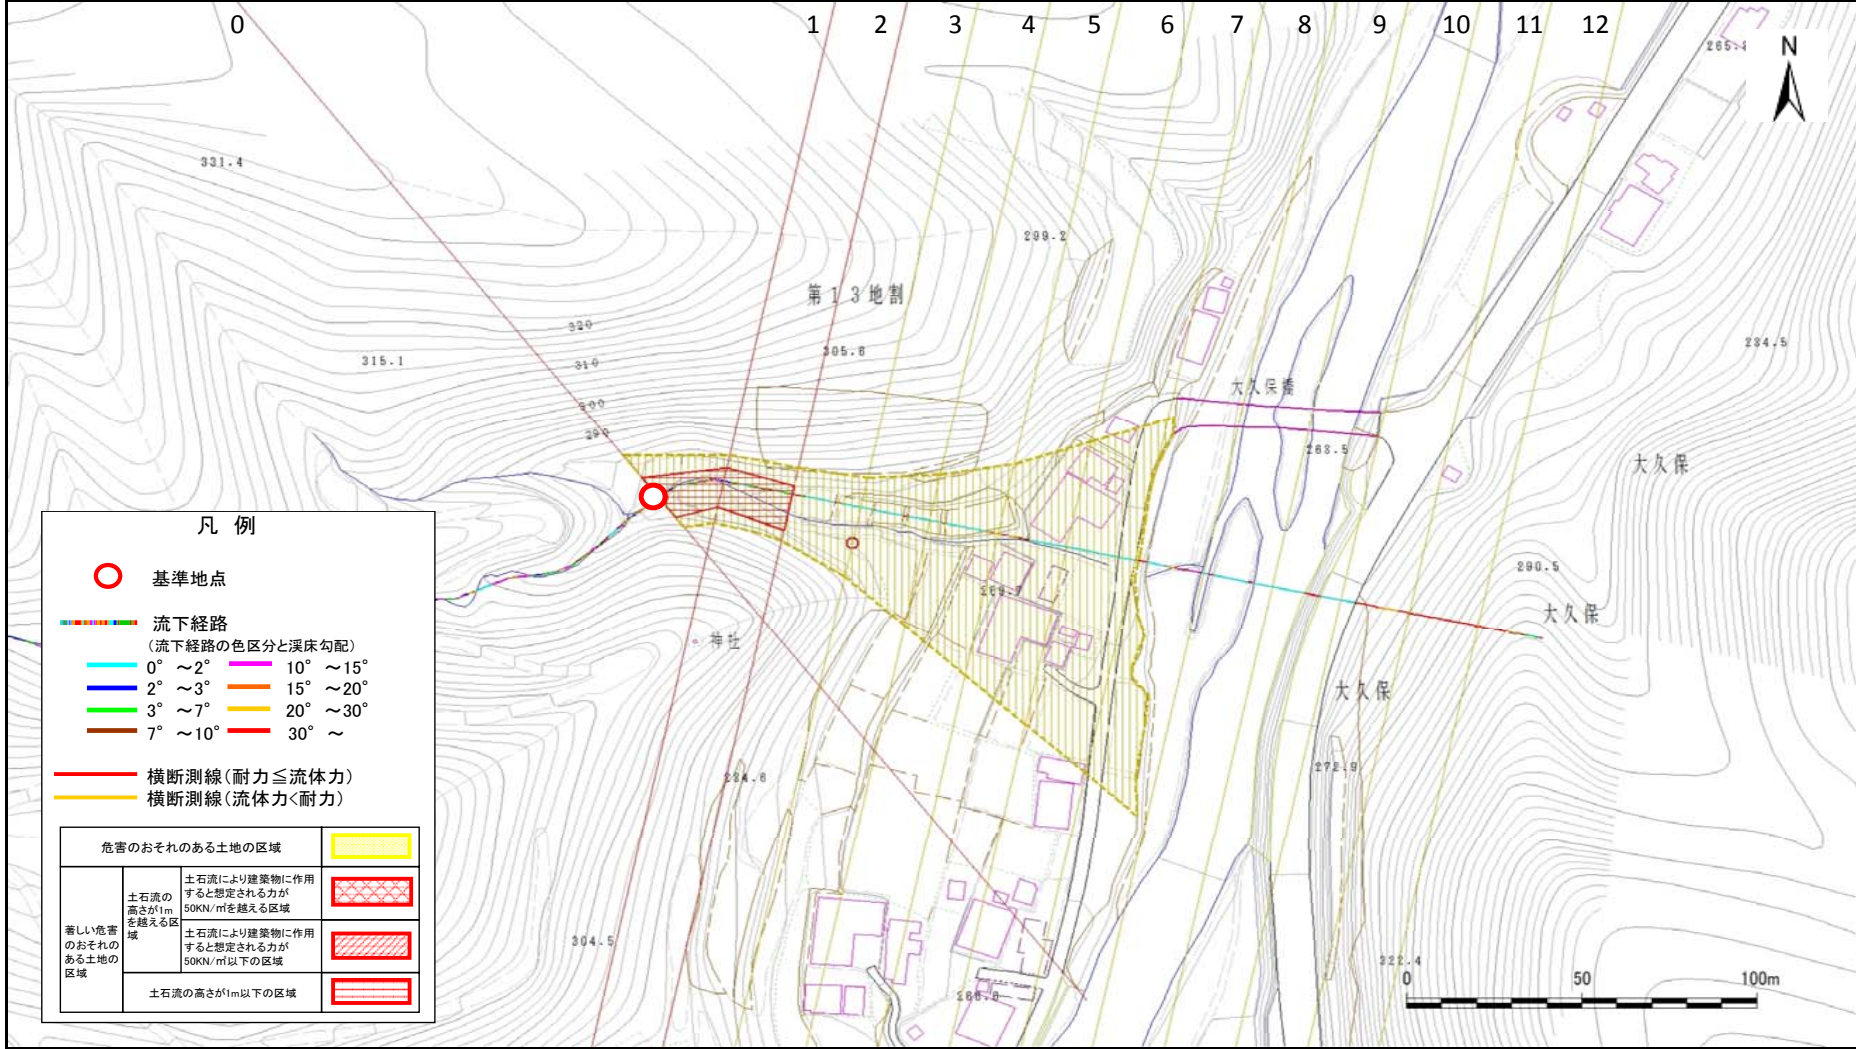 0 1 2 3 4 5 6 7 8 9 10 11 12
265.3
N
331.4
299.2
第13地割
320
315.1
310
305.6
284.5
大久保橋
300
290
268.5
大久保
290.5
269.7
大久保
神社
大久保
272.9
284.6
304.5
322.4
266.8
0 50 100m
凡 例
基準地点
流下経路
(流下経路の色区分と渓床勾配)
0° ～2° 10° ～15°
2° ～3° 15° ～20°
3° ～7° 20° ～30°
7° ～10° 30° ～
横断測線(耐力≦流体力)
横断測線(流体力<耐力)
危害のおそれのある土地の区域
著しい危害
のおそれの
ある土地の
区域
土石流の
高さが1m
を越える区
域
土石流により建築物に作用
すると想定される力が
50KN/㎡を越える区域
土石流により建築物に作用
すると想定される力が
50KN/㎡以下の区域
土石流の高さが1m以下の区域